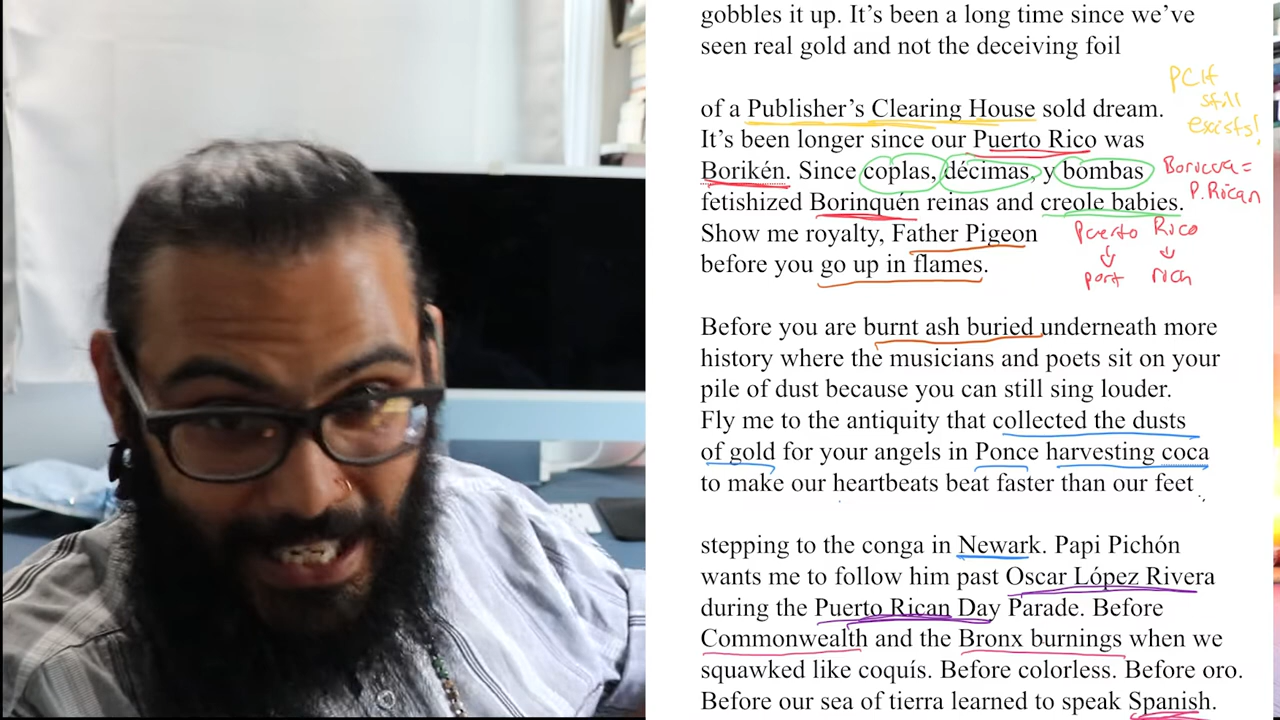 gobbles it up. It’s been a long time since we’ve
seen real gold and not the deceiving foil
of a Publisher’s Clearing House sold dream.
It’s been longer since our Puerto Rico was
Borikén. Since coplas, décimas, y bombas
fetishized Borinquén reinas and creole babies.
Show me royalty, Father Pigeon
before you go up in flames.
PCH
still
escists!
Boricua =
P. Rican
Puerto Rico
port rich
Before you are burnt ash buried underneath more
history where the musicians and poets sit on your
pile of dust because you can still sing louder.
Fly me to the antiquity that collected the dusts
of gold for your angels in Ponce harvesting coca
to make our heartbeats beat faster than our feet
stepping to the conga in Newark. Papi Pichón
wants me to follow him past Oscar López Rivera
during the Puerto Rican Day Parade. Before
Commonwealth and the Bronx burnings when we
squawked like coquís. Before colorless. Before oro.
Before our sea of tierra learned to speak Spanish.